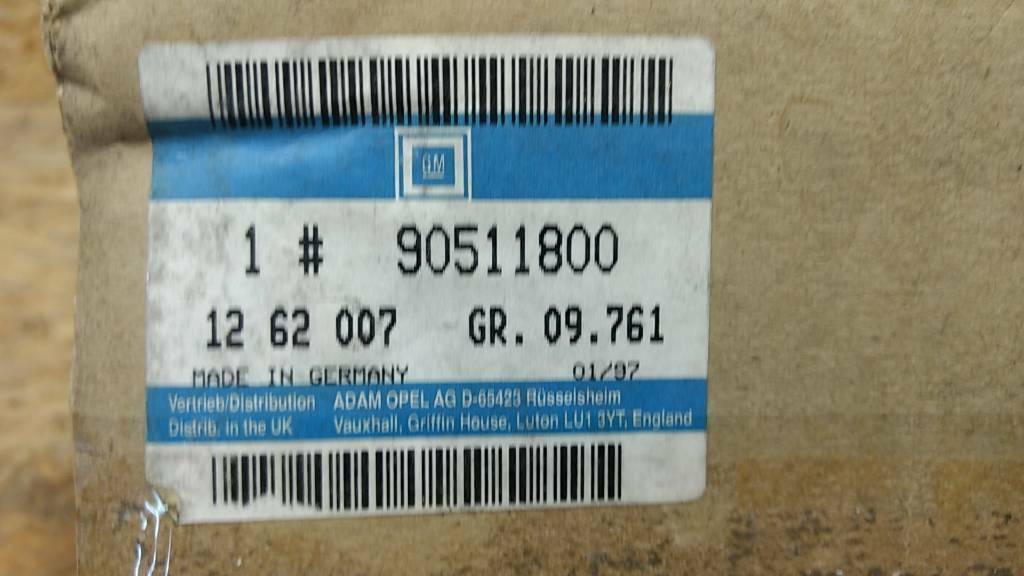 GM
1 # 90511800
12 62 007 GR. 09.761
MADE IN GERMANY 01/97
Vertrieb/Distribution ADAM OPEL AG D-65423 Rüsselsheim
Distrib. in the UK Vauxhall, Griffin House, Luton LU1 3YT, England